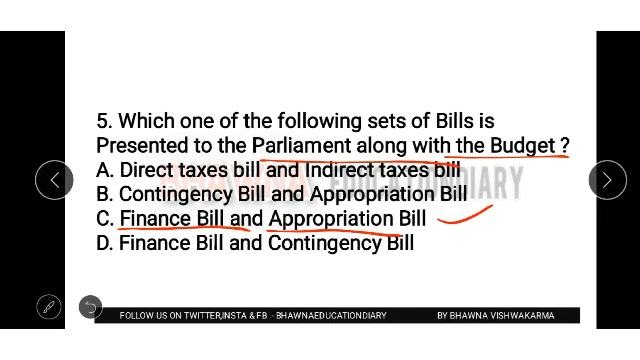 5. Which one of the following sets of Bills is
Presented to the Parliament along with the Budget ?
A. Direct taxes bill and Indirect taxes bill
B. Contingency Bill and Appropriation Bill
C. Finance Bill and Appropriation Bill
D. Finance Bill and Contingency Bill
BHAWNA EDUCATIONDIARY
FOLLOW US ON TWITTER,INSTA & FB - BHAWNAEDUCATIONDIARY
BY BHAWNA VISHWAKARMA